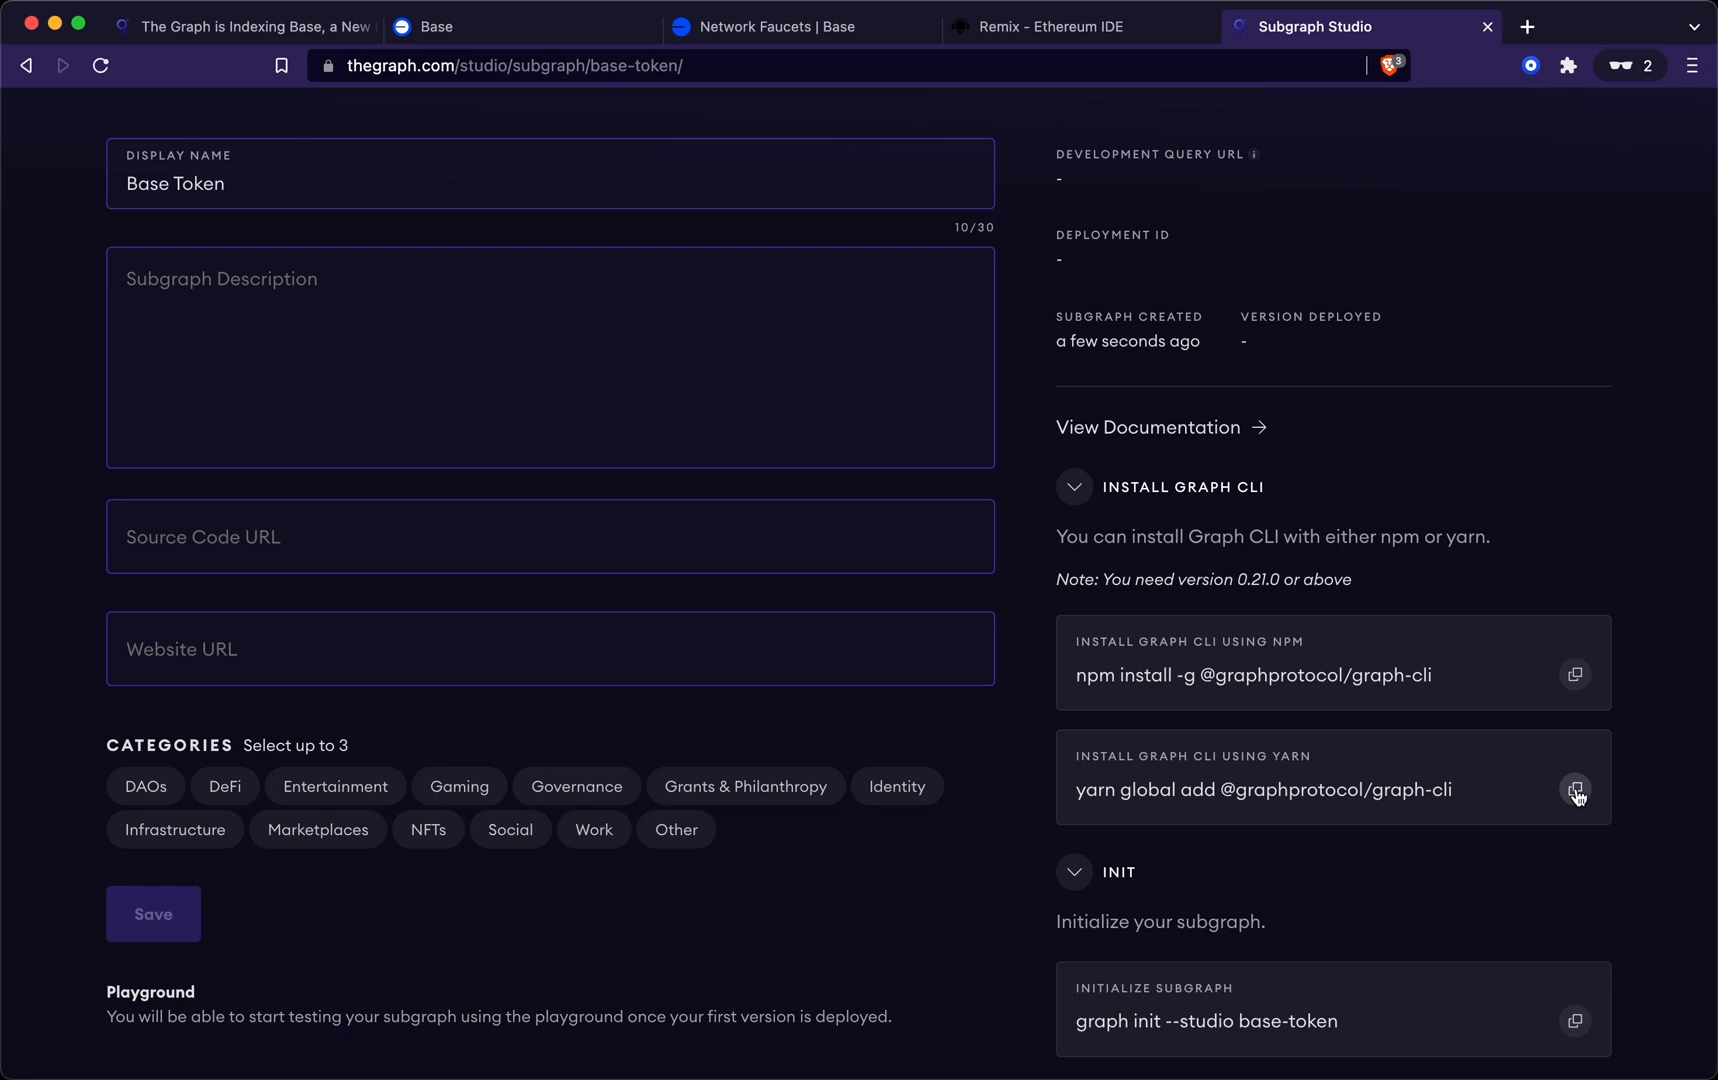 The Graph is Indexing Base, a New
Base
Network Faucets | Base
Remix - Ethereum IDE
Subgraph Studio
thegraph.com/studio/subgraph/base-token/
3
2
DISPLAY NAME
Base Token
10/30
Subgraph Description
Source Code URL
Website URL
CATEGORIES Select up to 3
DAOs DeFi Entertainment Gaming Governance Grants & Philanthropy Identity
Infrastructure Marketplaces NFTs Social Work Other
Save
Playground
You will be able to start testing your subgraph using the playground once your first version is deployed.
DEVELOPMENT QUERY URL
-
DEPLOYMENT ID
-
SUBGRAPH CREATED VERSION DEPLOYED
a few seconds ago -
View Documentation →
INSTALL GRAPH CLI
You can install Graph CLI with either npm or yarn.
Note: You need version 0.21.0 or above
INSTALL GRAPH CLI USING NPM
npm install -g @graphprotocol/graph-cli
INSTALL GRAPH CLI USING YARN
yarn global add @graphprotocol/graph-cli
INIT
Initialize your subgraph.
INITIALIZE SUBGRAPH
graph init --studio base-token